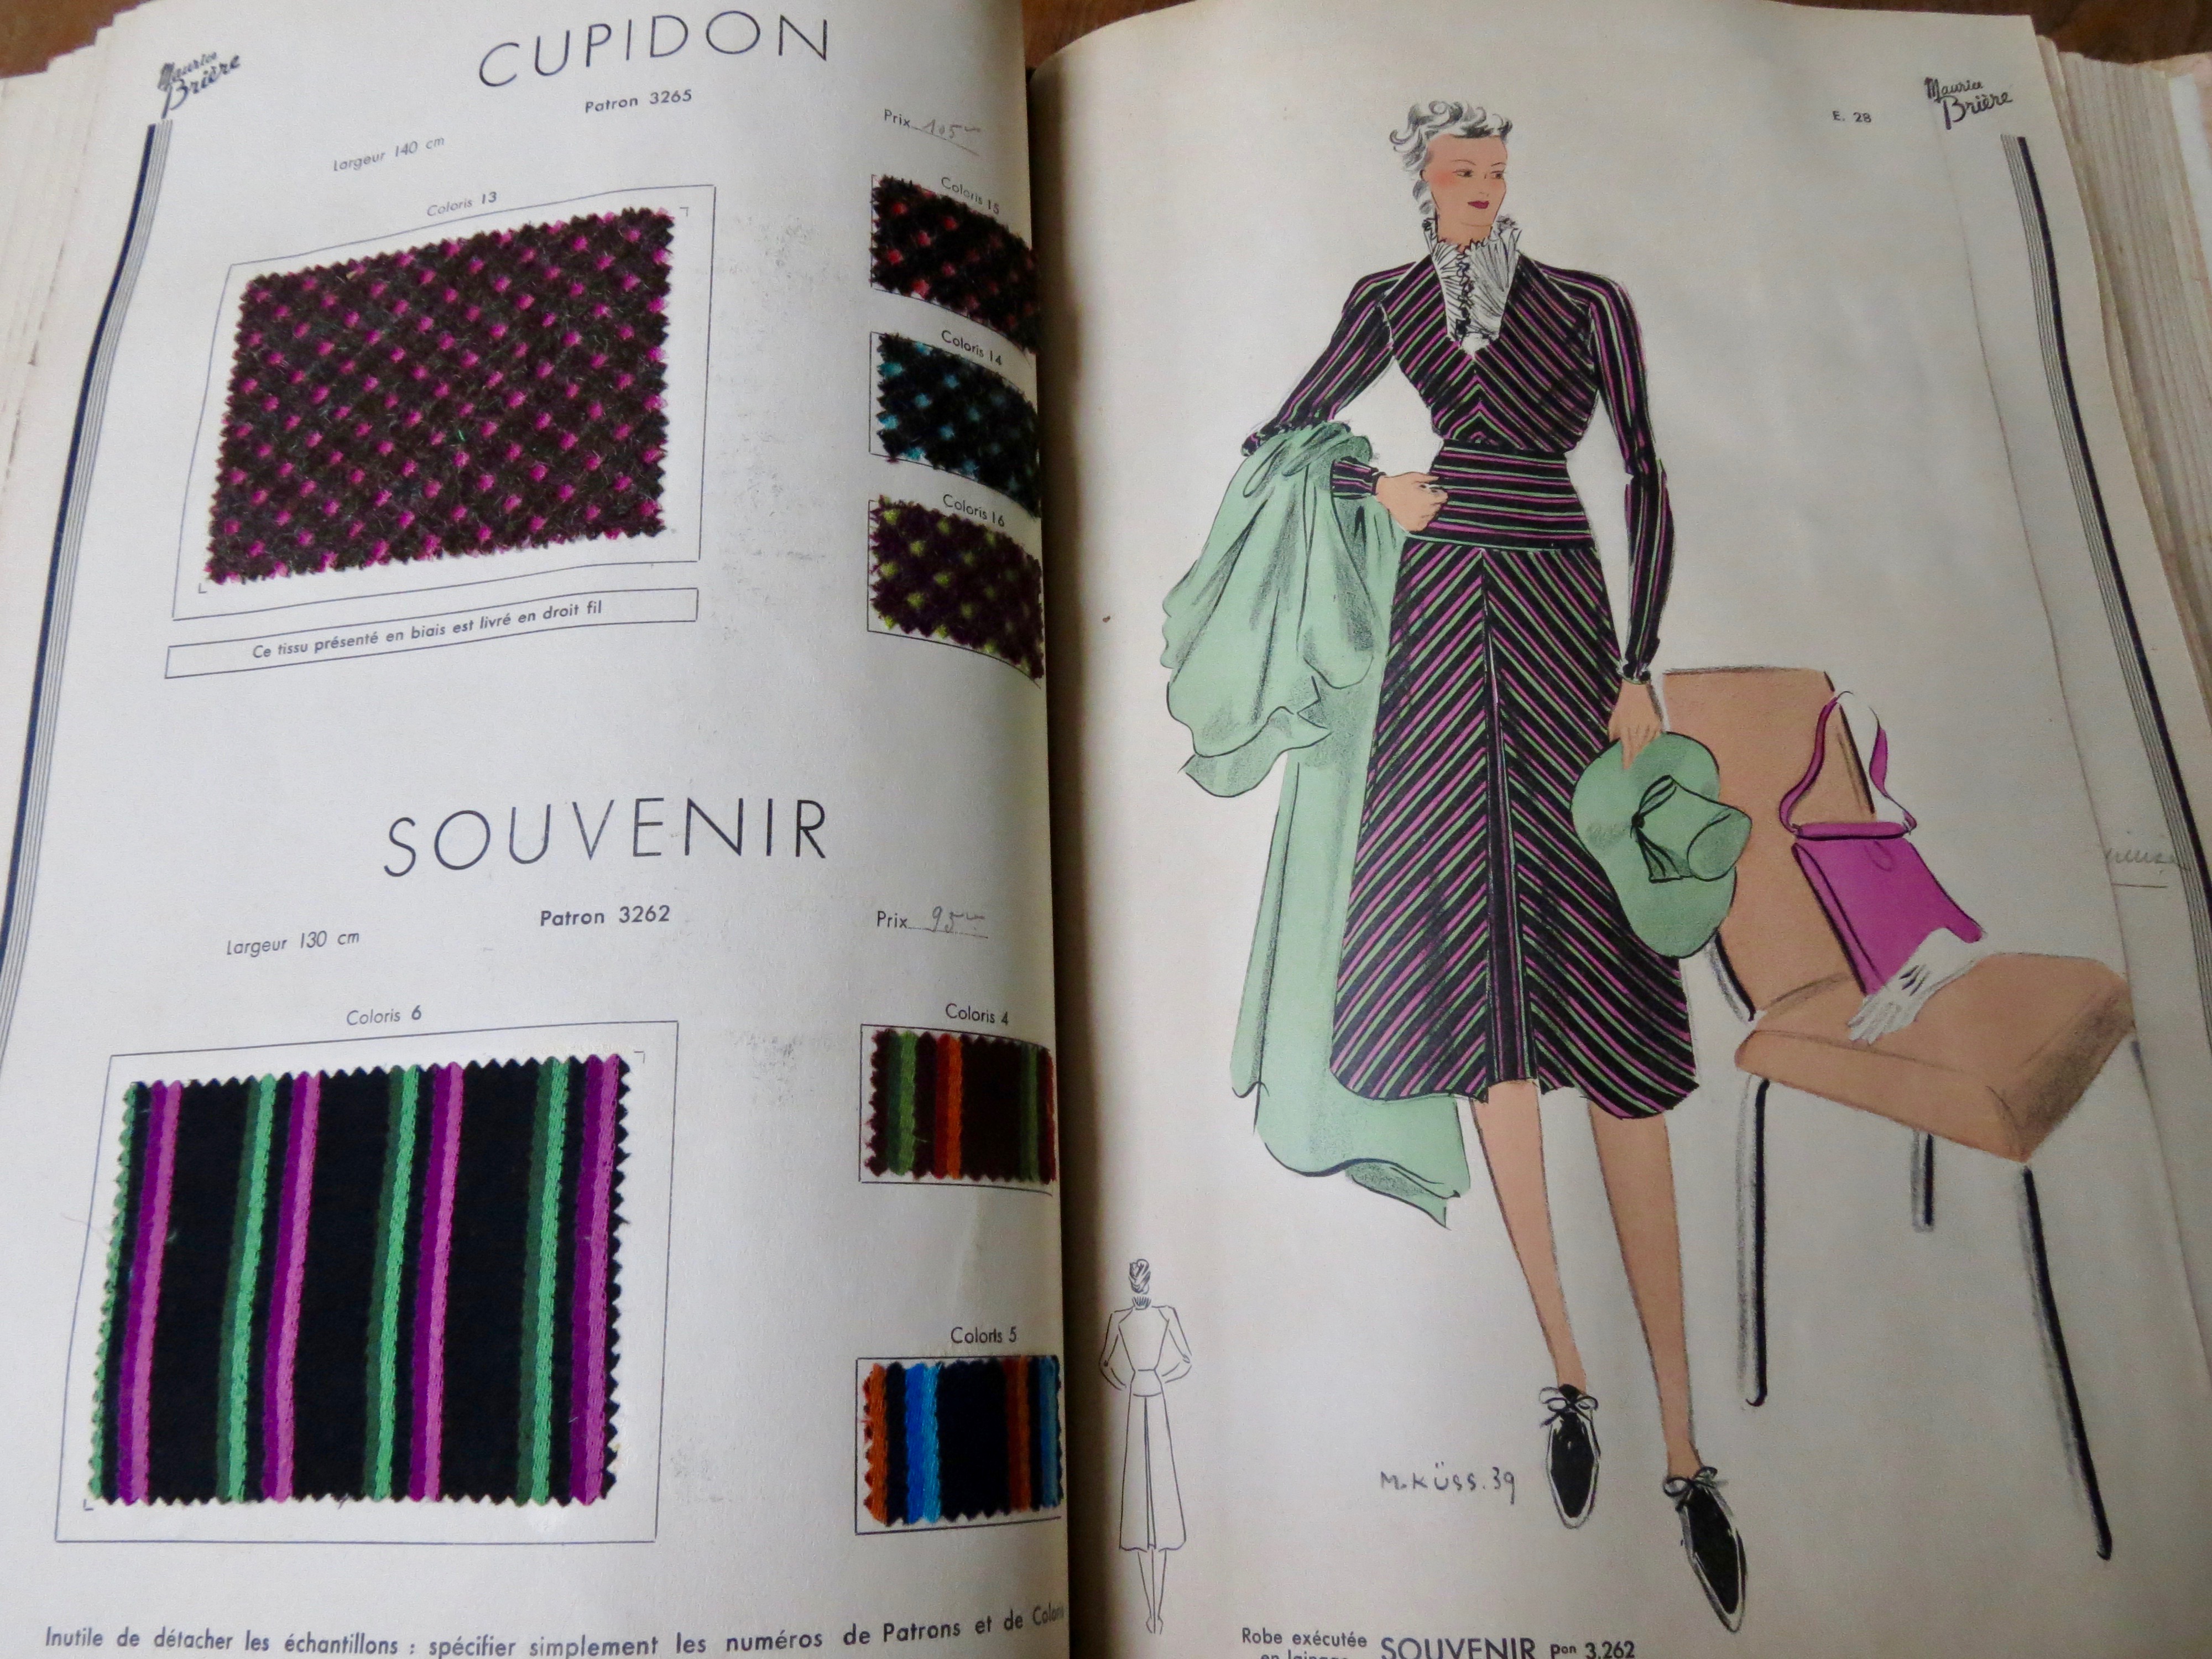 Maurice
Brière
CUPIDON
Patron 3265
Largeur 140 cm
Prix 105
Coloris 13
Coloris 15
Coloris 14
Coloris 16
Ce tissu présenté en biais est livré en droit fil
SOUVENIR
Patron 3262
Largeur 130 cm
Prix 95
Coloris 6
Coloris 4
Coloris 5
Inutile de détacher les échantillons : spécifier simplement les numéros de Patrons et de Coloris
E. 28
Maurice
Brière
M.KÜSS.39
Robe exécutée
en lainage
SOUVENIR Pon 3.262